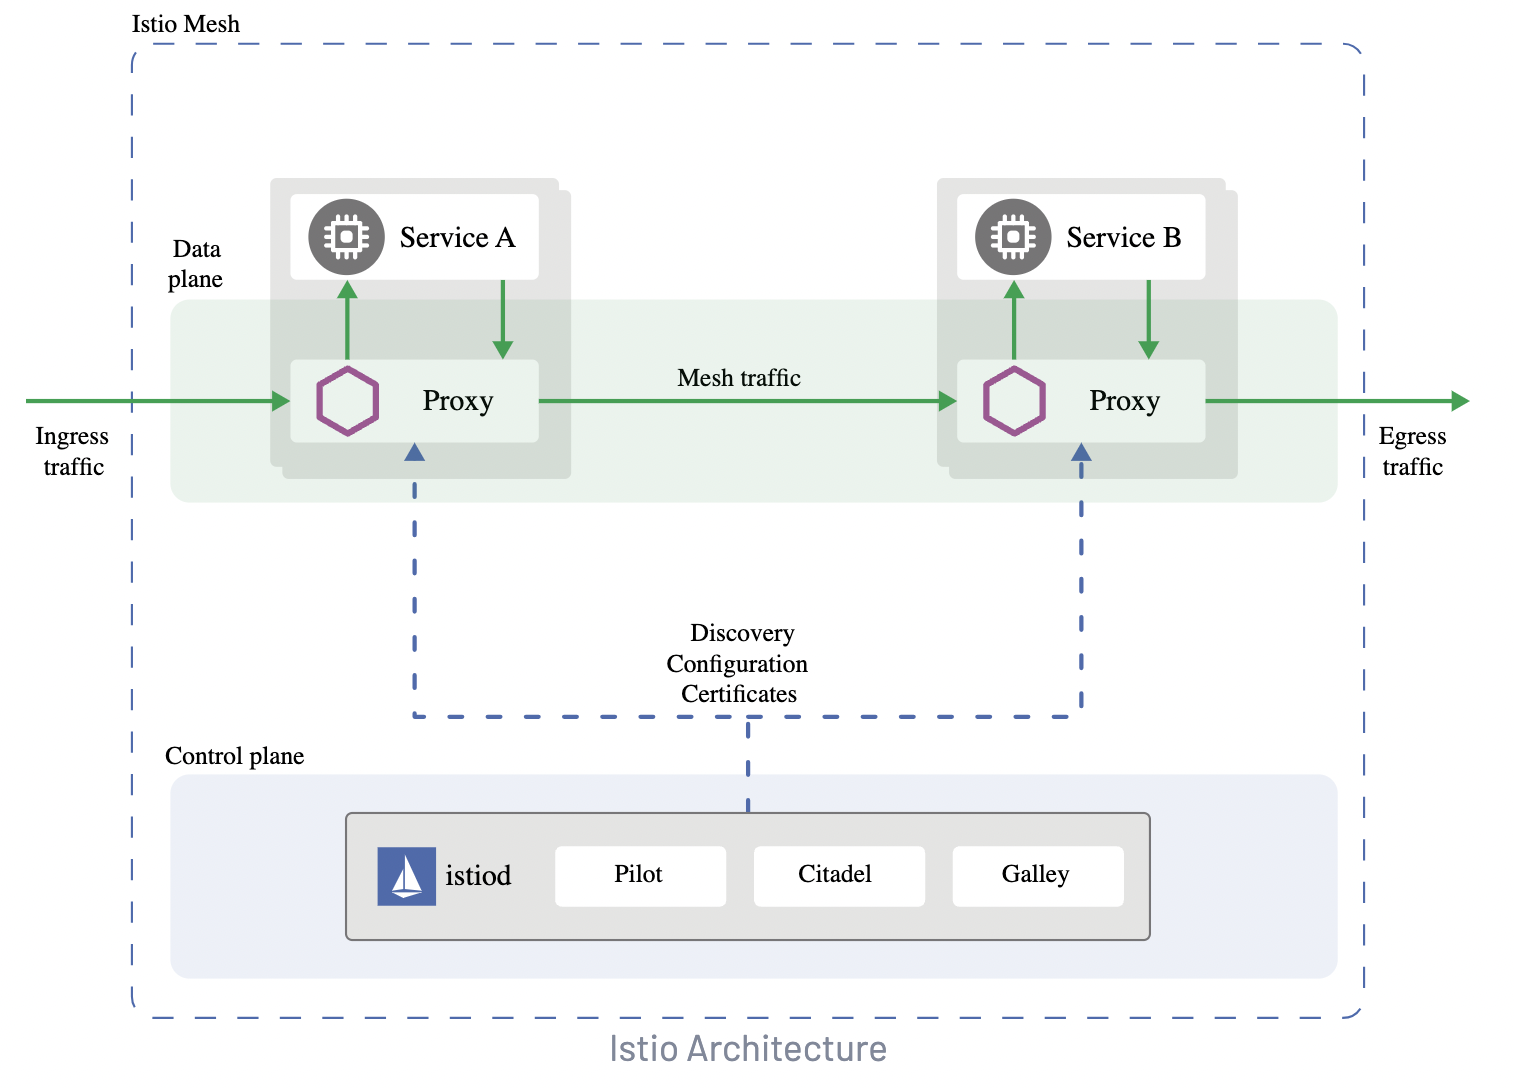 Istio Mesh
Service A
Service B
Data
plane
Mesh traffic
Proxy
Proxy
Ingress
traffic
Egress
traffic
Discovery
Configuration
Certificates
Control plane
istiod
Pilot
Citadel
Galley
Istio Architecture